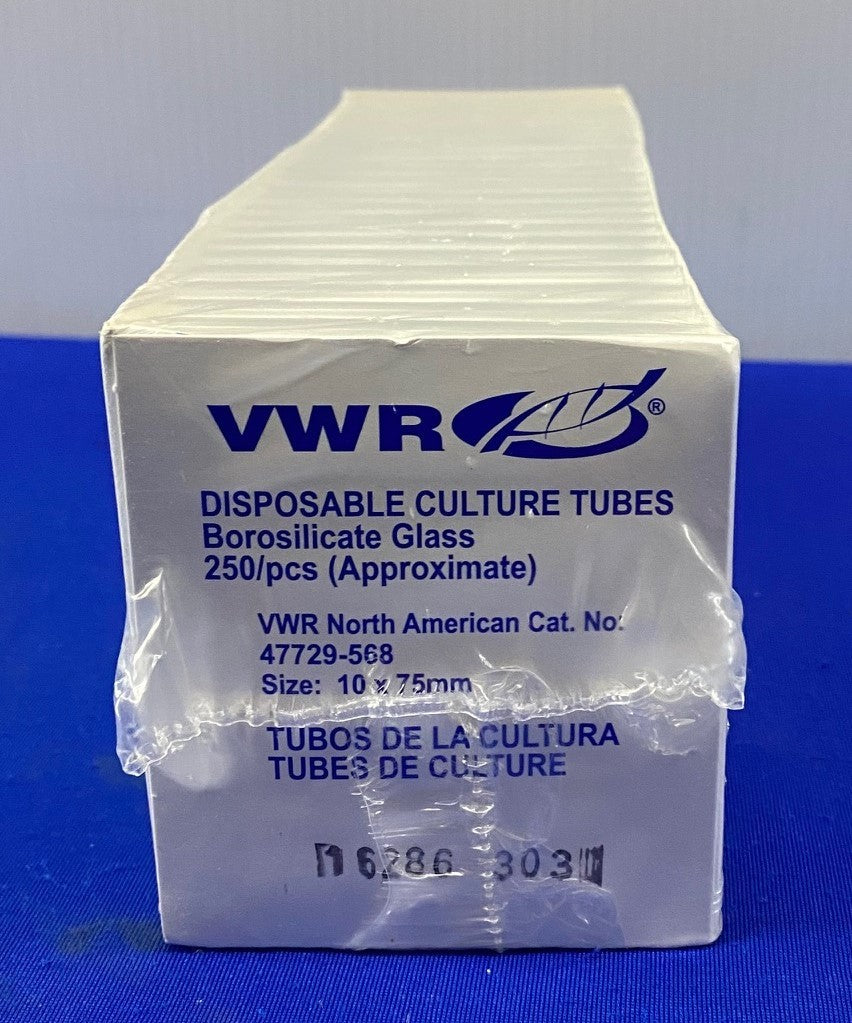 VWR®
DISPOSABLE CULTURE TUBES
Borosilicate Glass
250/pcs (Approximate)
VWR North American Cat. No:
47729-568
Size: 10 x 75mm
TUBOS DE LA CULTURA
TUBES DE CULTURE
16286 303